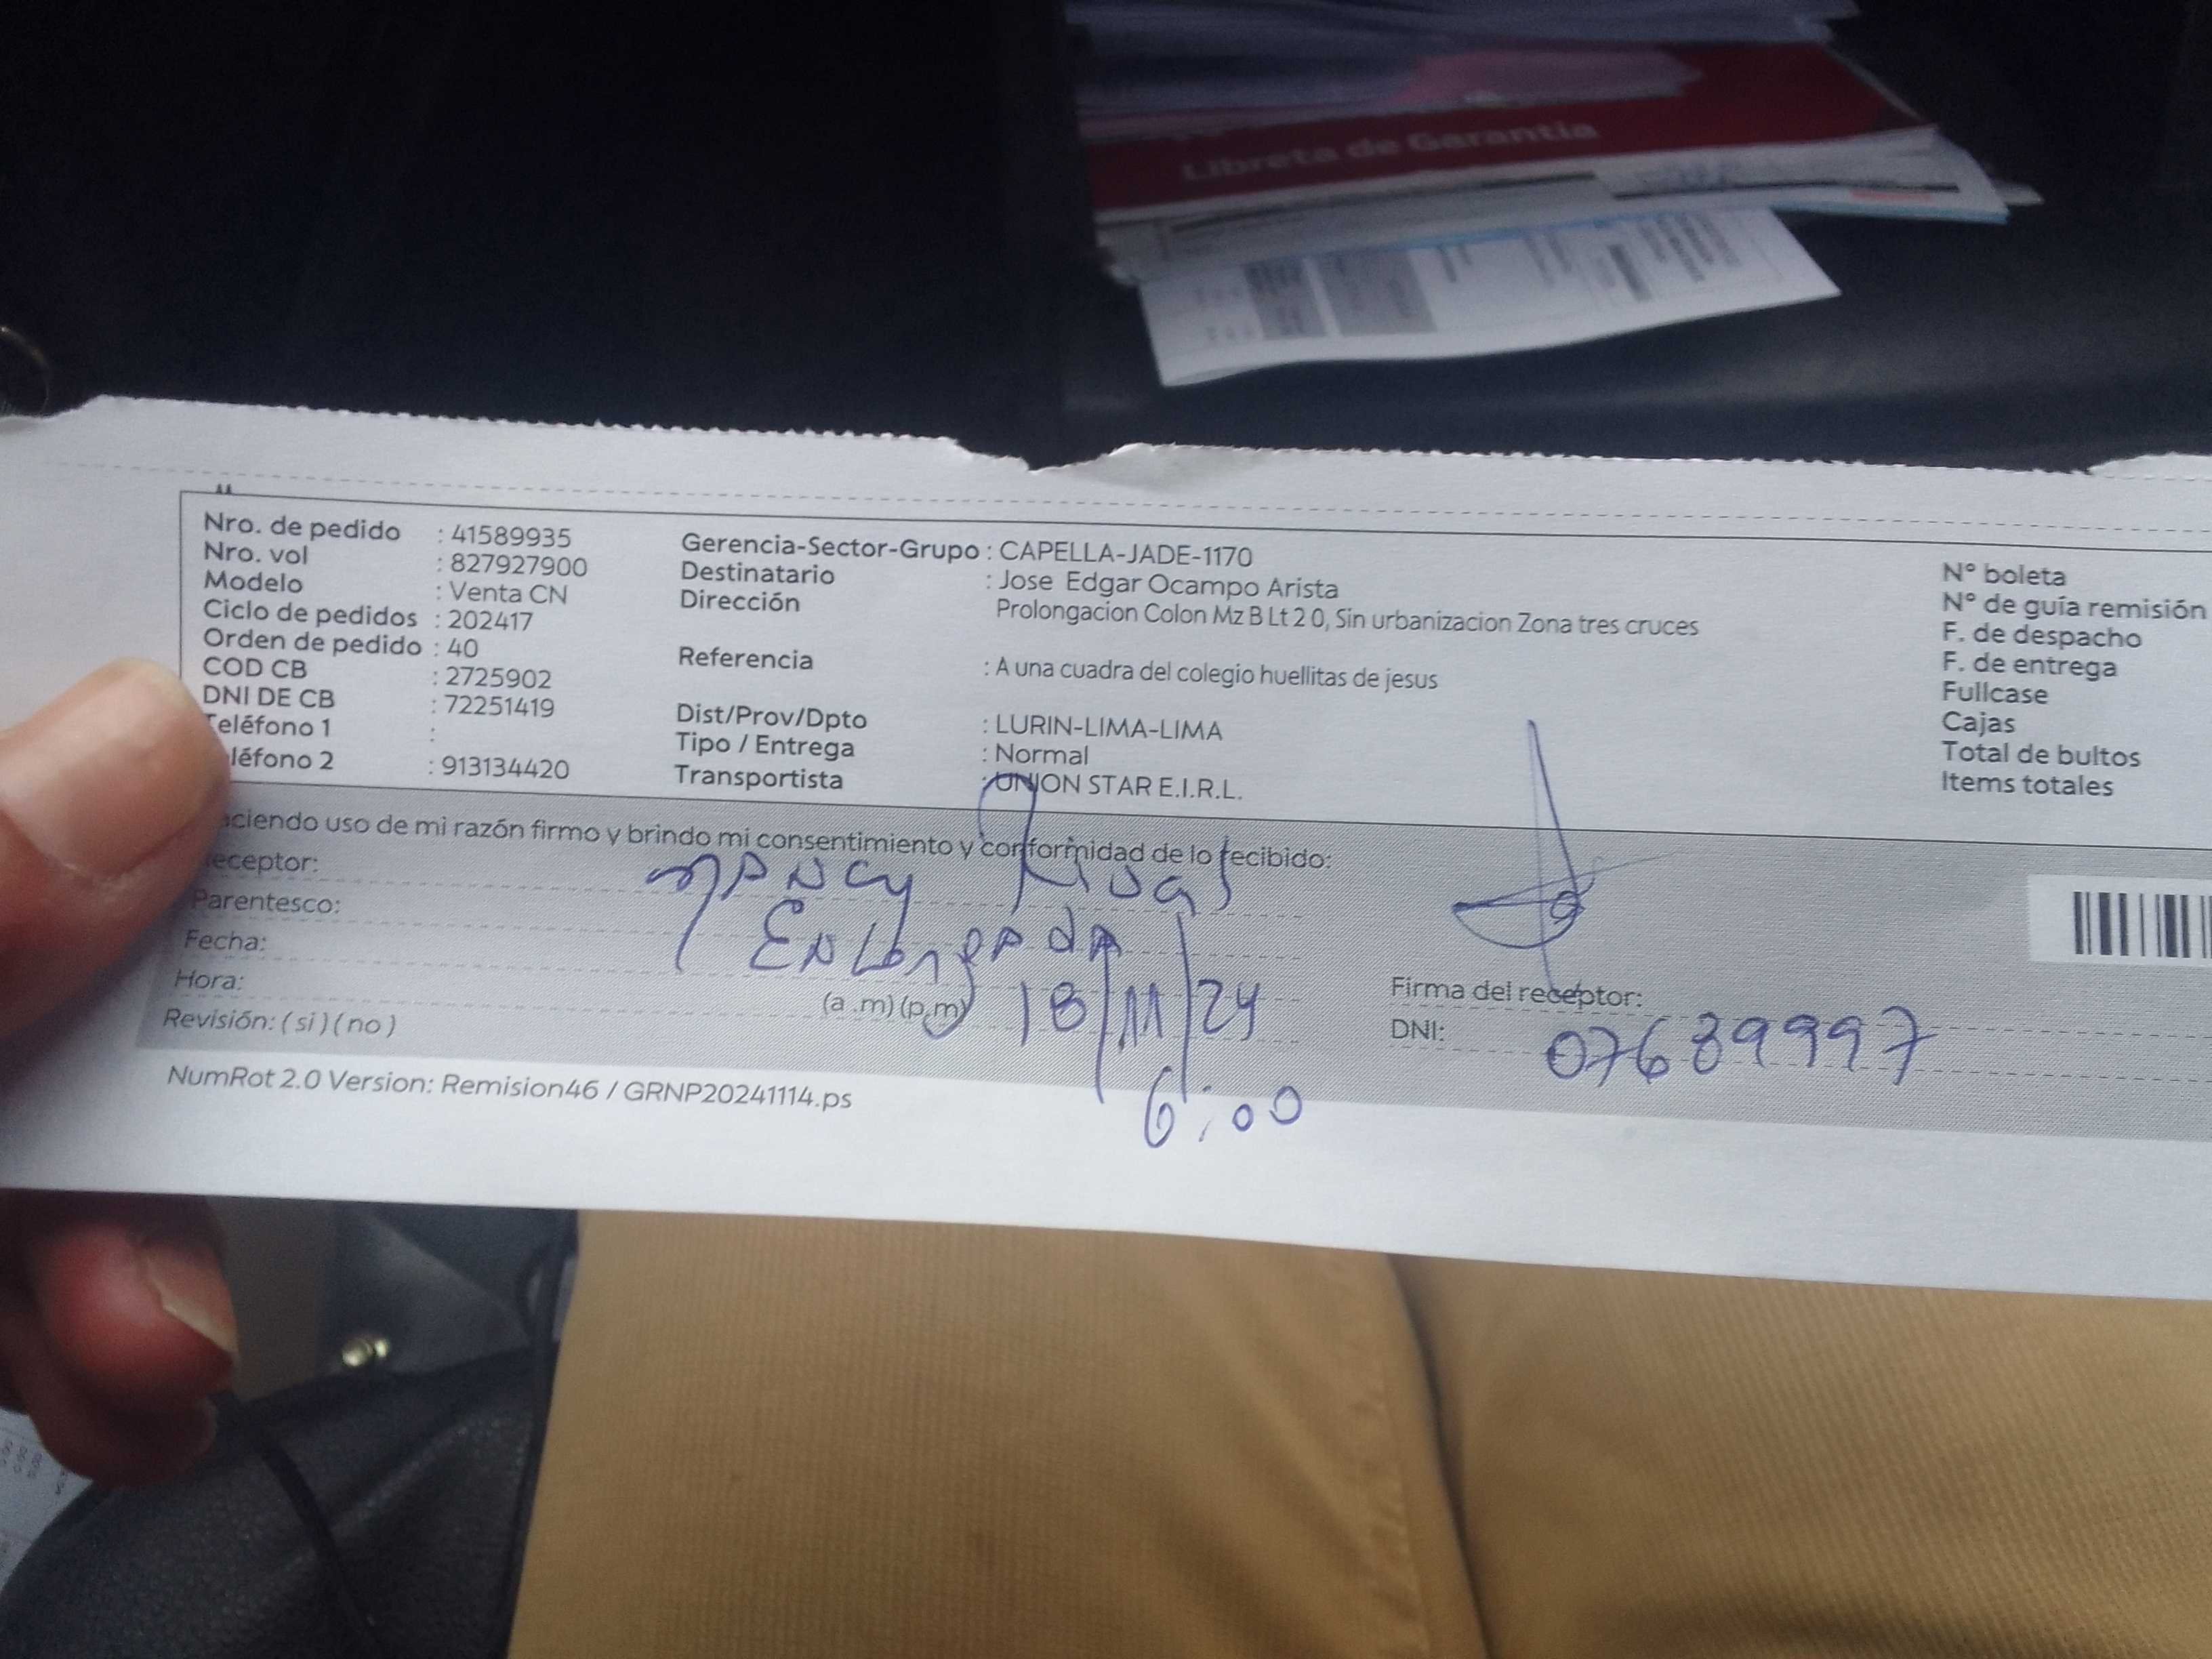 Libreta de Garantia
Nro. de pedido : 41589935
Nro. vol : 827927900
Modelo : Venta CN
Ciclo de pedidos : 202417
Orden de pedido : 40
COD CB : 2725902
DNI DE CB : 72251419
Teléfono 1 :
léfono 2 : 913134420
Gerencia-Sector-Grupo : CAPELLA-JADE-1170
Destinatario : Jose Edgar Ocampo Arista
Dirección Prolongacion Colon Mz B Lt 2 0, Sin urbanizacion Zona tres cruces
Referencia : A una cuadra del colegio huellitas de jesus
Dist/Prov/Dpto : LURIN-LIMA-LIMA
Tipo / Entrega : Normal
Transportista : UNION STAR E.I.R.L.
N° boleta
N° de guía remisión
F. de despacho
F. de entrega
Fullcase
Cajas
Total de bultos
Items totales
aciendo uso de mi razón firmo y brindo mi consentimiento y conformidad de lo recibido:
eceptor: Nancy Rivas
Parentesco: Encargada
Fecha: 18/11/24
Hora: (a .m) (p,m) 6:00
Revisión: ( si ) ( no )
Firma del receptor:
DNI: 07689997
NumRot 2.0 Version: Remision46 / GRNP20241114.ps